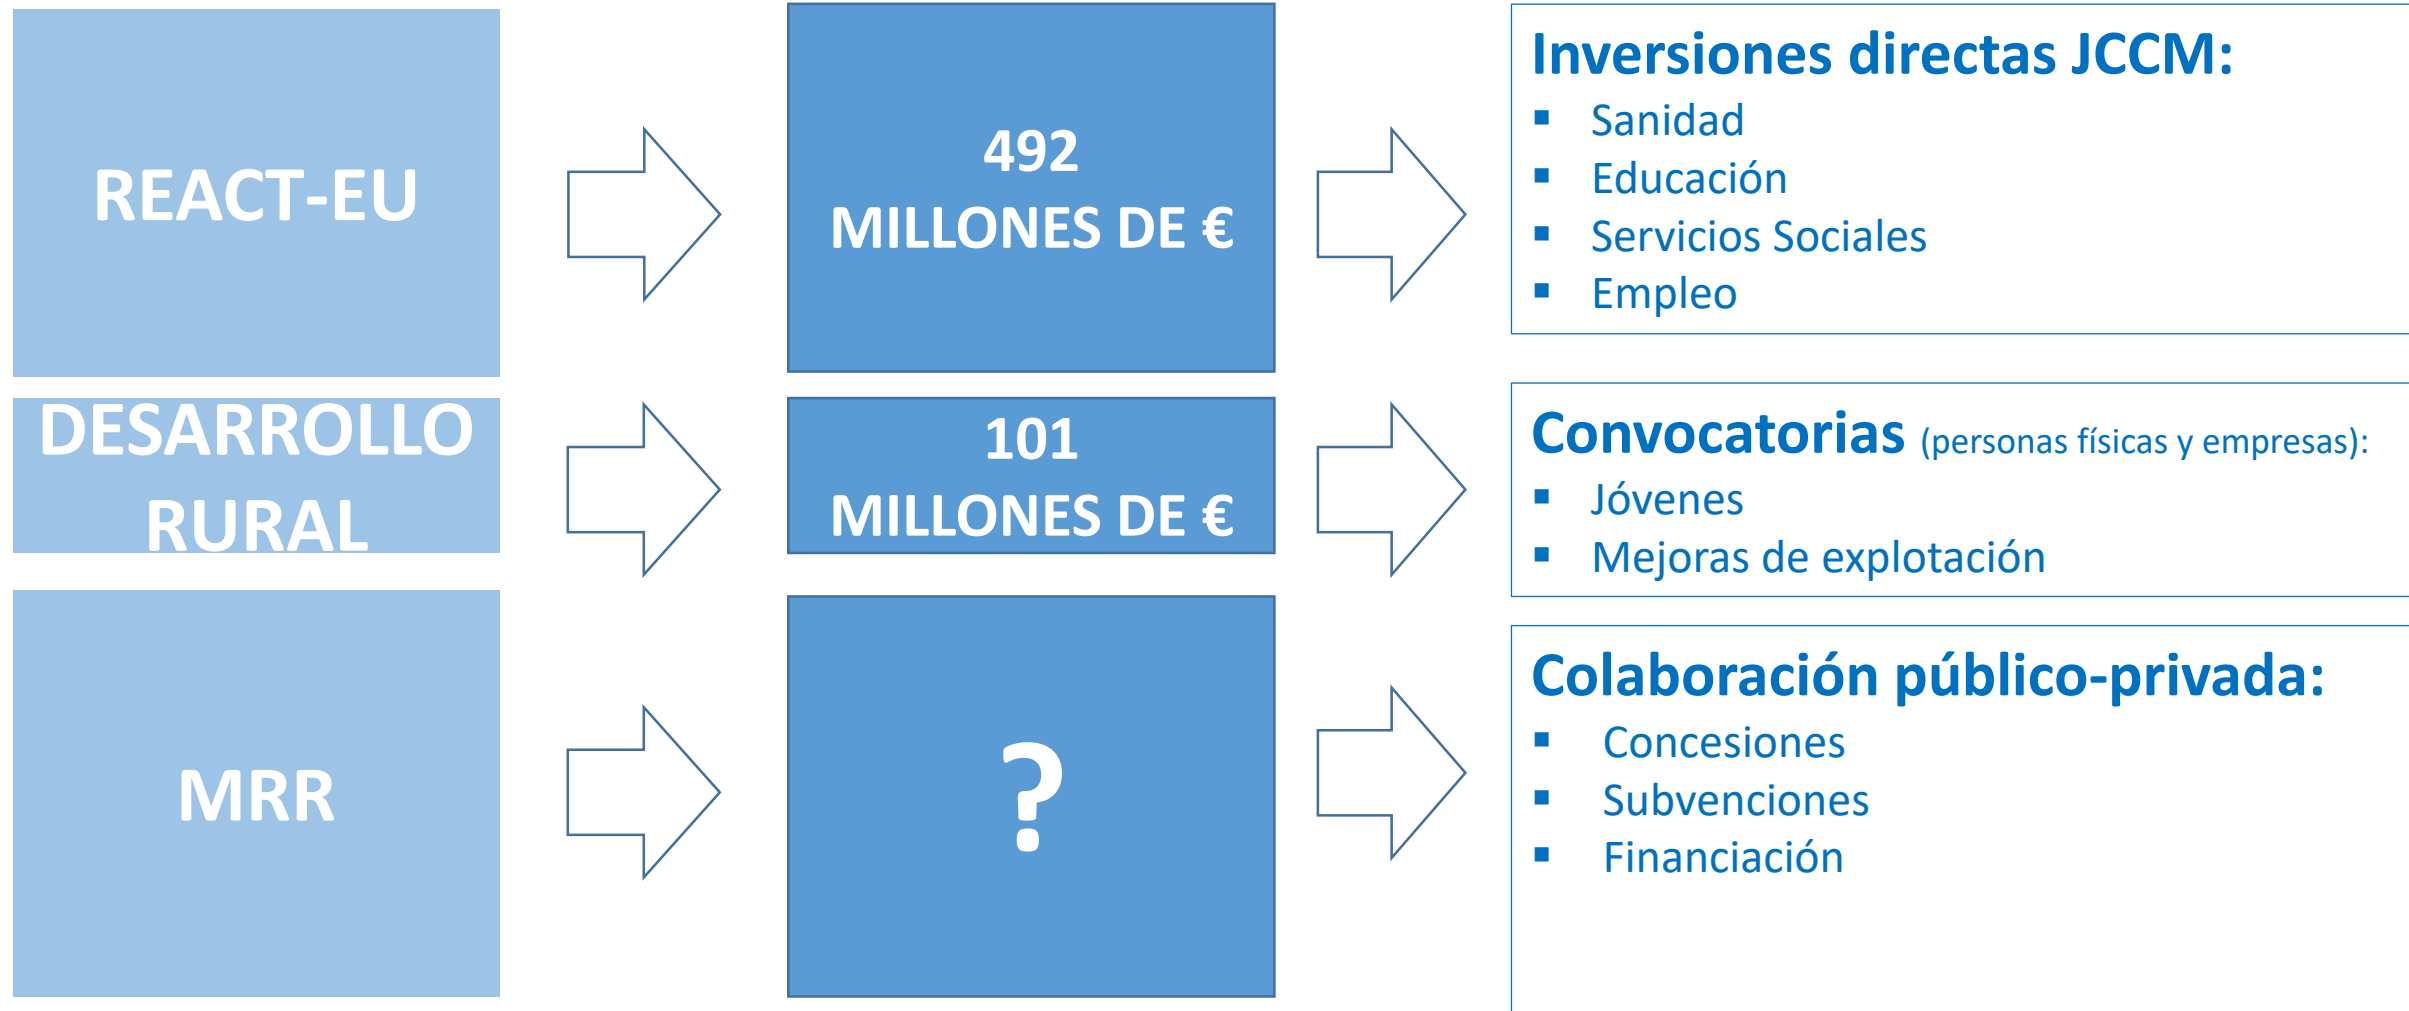 REACT-EU
492
MILLONES DE €
Inversiones directas JCCM:
▪ Sanidad
▪ Educación
▪ Servicios Sociales
▪ Empleo
DESARROLLO
RURAL
101
MILLONES DE €
Convocatorias (personas físicas y empresas):
▪ Jóvenes
▪ Mejoras de explotación
MRR
?
Colaboración público-privada:
▪ Concesiones
▪ Subvenciones
▪ Financiación